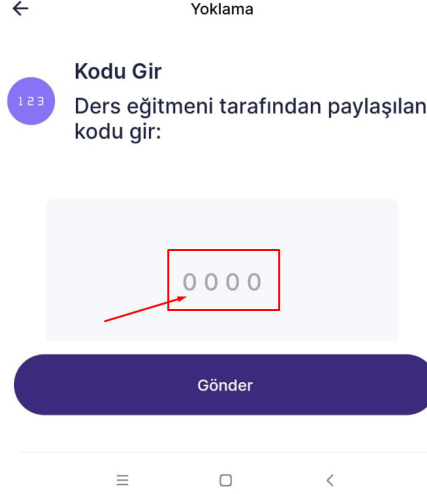 Yoklama
Kodu Gir
123
Ders eğitmeni tarafından paylaşılan
kodu gir:
0000
Gönder